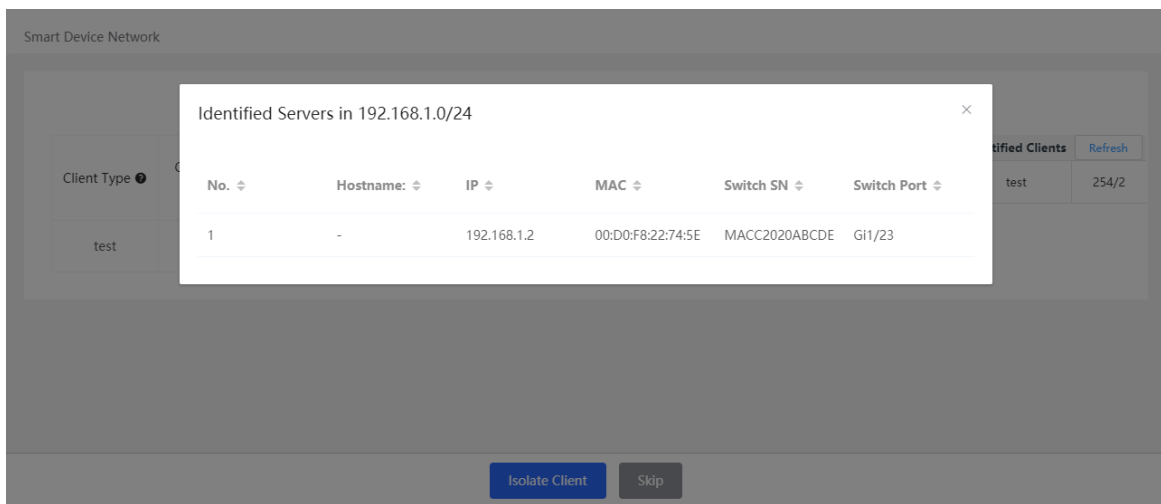 Smart Device Network
Identified Servers in 192.168.1.0/24
No. Hostname: IP MAC Switch SN Switch Port
1 - 192.168.1.2 00:D0:F8:22:74:5E MACC2020ABCDE Gi1/23
Client Type
test
tified Clients Refresh
test 254/2
Isolate Client Skip